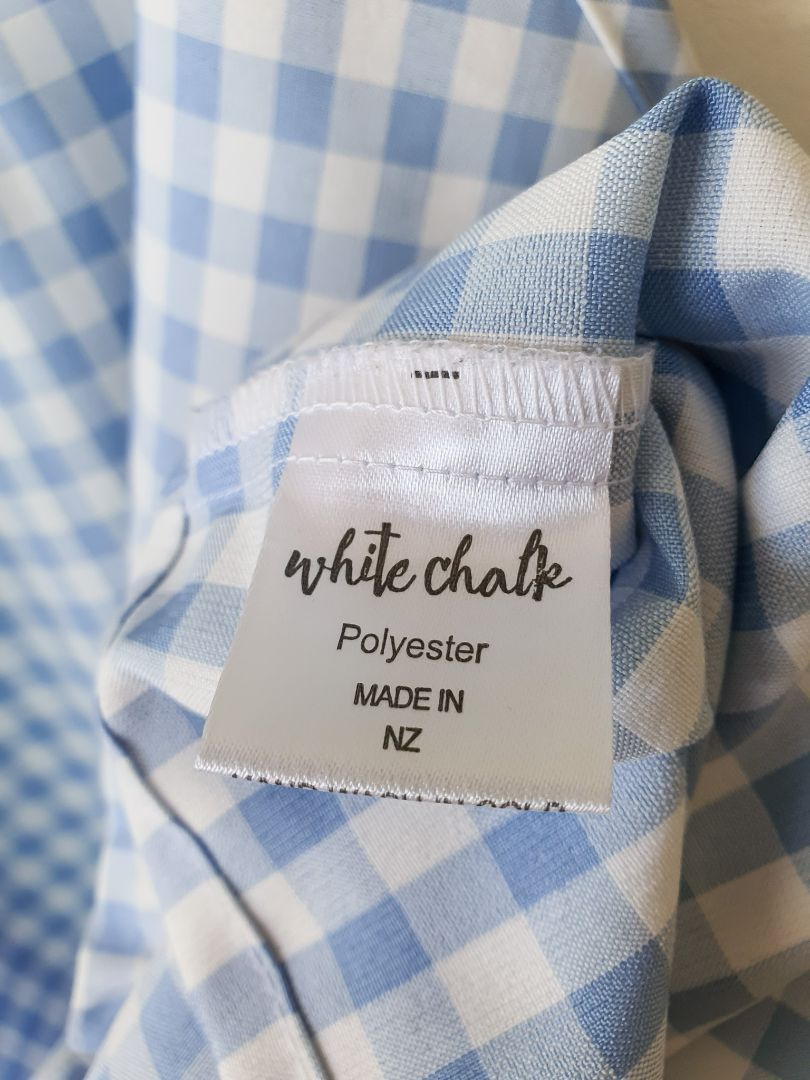 white chalk
Polyester
MADE IN
NZ